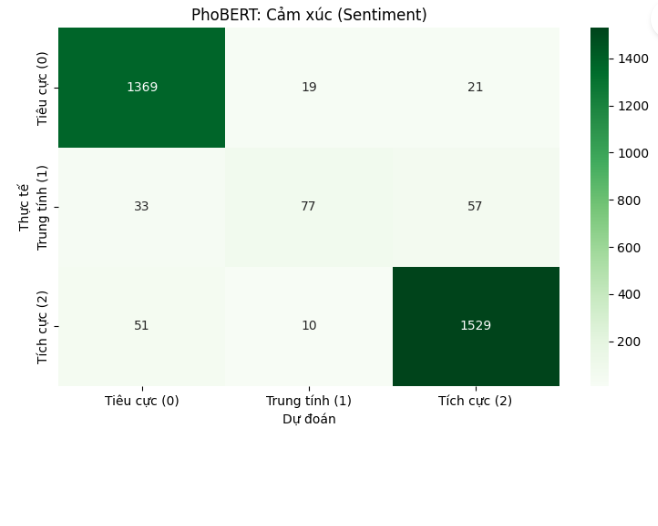 PhoBERT: Cảm xúc (Sentiment)
Thực tế
Tiêu cực (0)
1369
19
21
Trung tính (1)
33
77
57
Tích cực (2)
51
10
1529
Tiêu cực (0)
Trung tính (1)
Tích cực (2)
Dự đoán
1400
1200
1000
800
600
400
200